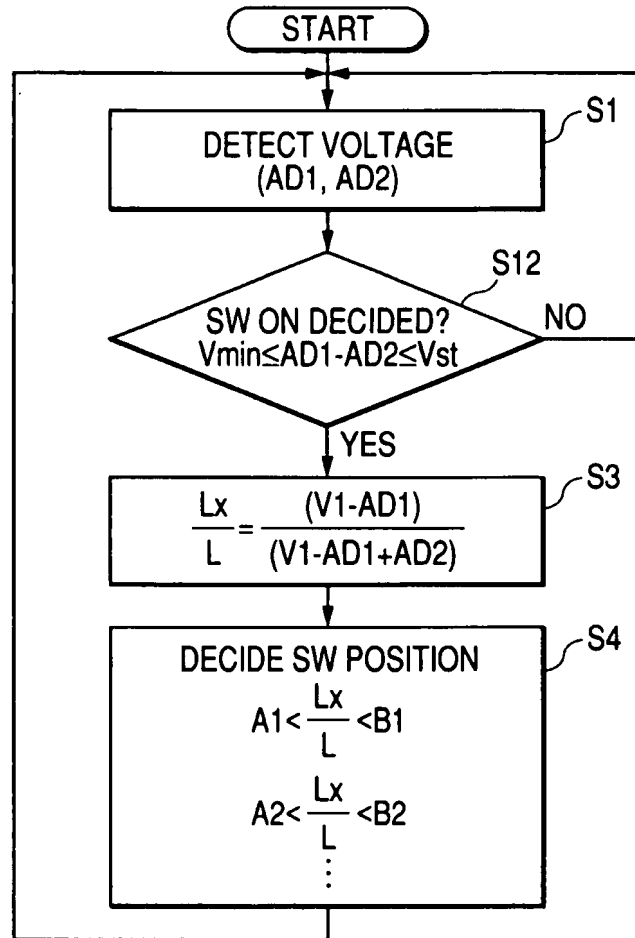 START
S1
DETECT VOLTAGE
(AD1, AD2)
S12
SW ON DECIDED?
Vmin≤AD1-AD2≤Vst
NO
YES
S3
Lx/L = (V1-AD1)/(V1-AD1+AD2)
S4
DECIDE SW POSITION
A1< Lx/L <B1
A2< Lx/L <B2
⋮